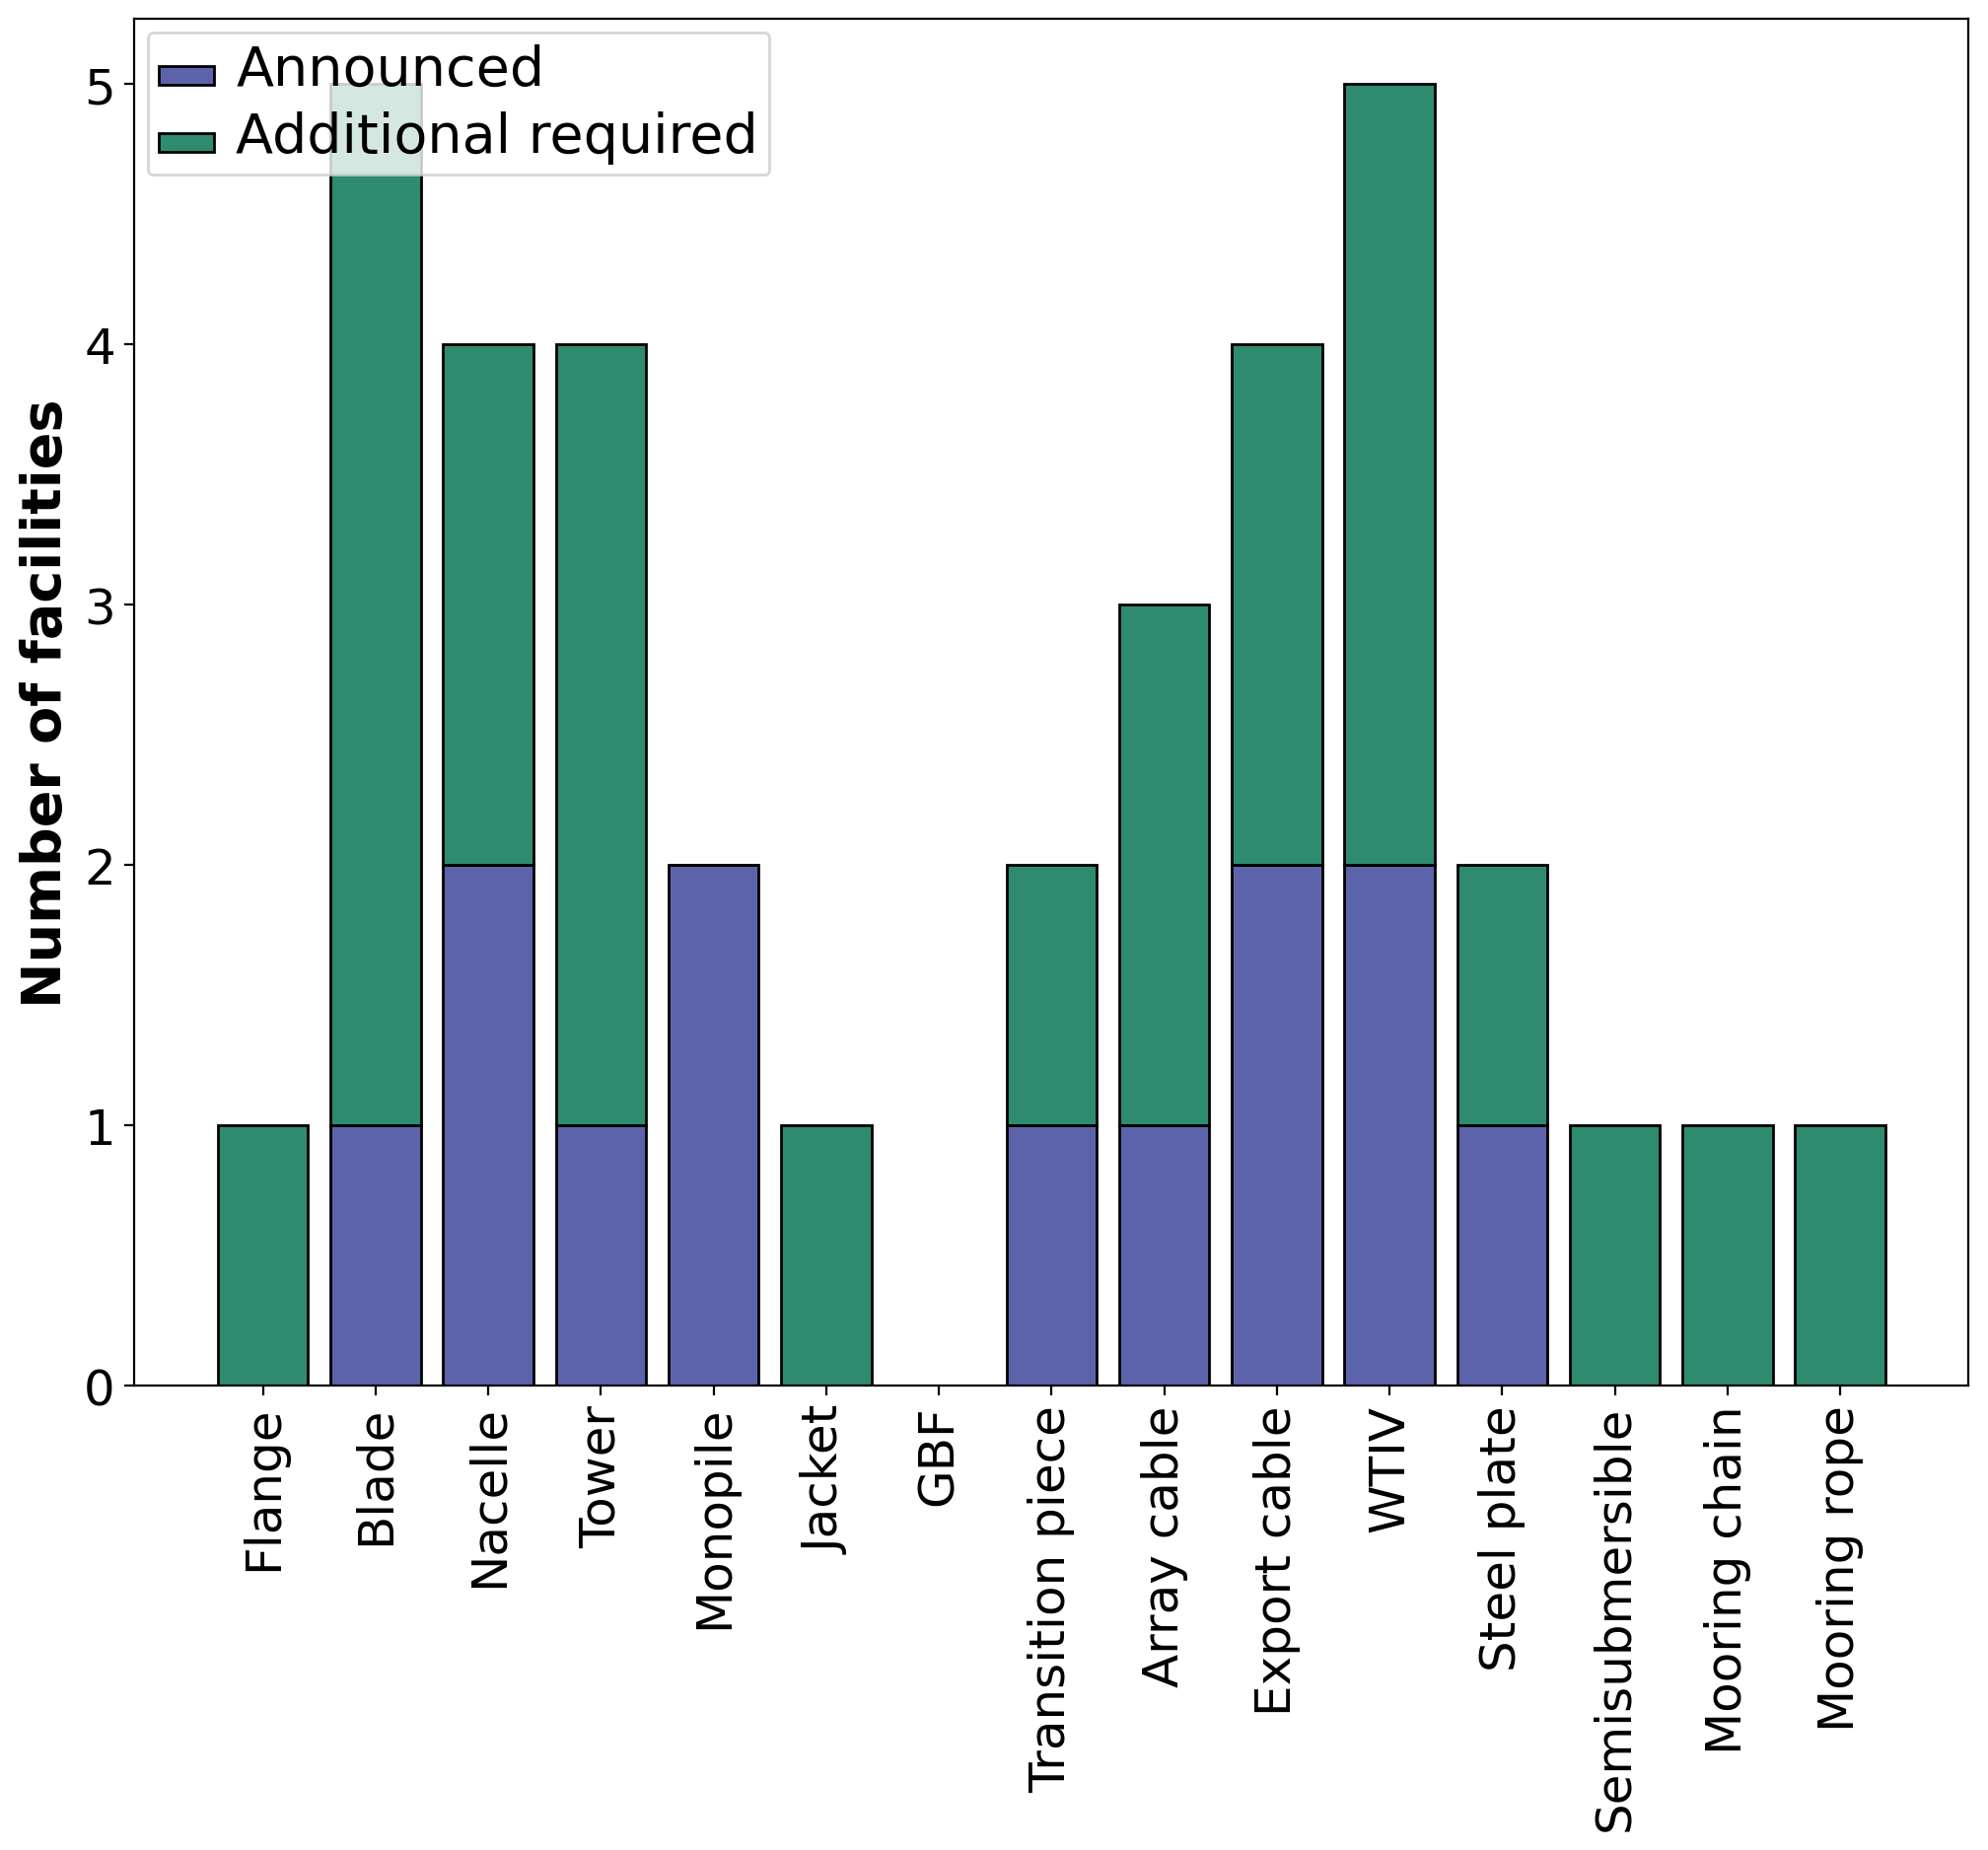 Announced
Additional required
Number of facilities
5
4
3
2
1
0
Flange
Blade
Nacelle
Tower
Monopile
Jacket
GBF
Transition piece
Array cable
Export cable
WTIV
Steel plate
Semisubmersible
Mooring chain
Mooring rope